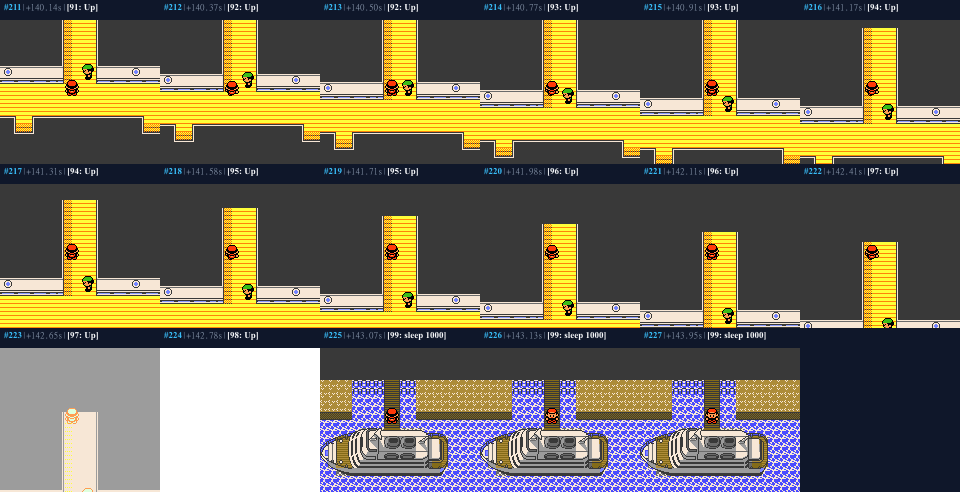 #211|+140.14s|[91: Up]
#212|+140.37s|[92: Up]
#213|+140.50s|[92: Up]
#214|+140.77s|[93: Up]
#215|+140.91s|[93: Up]
#216|+141.17s|[94: Up]
#217|+141.31s|[94: Up]
#218|+141.58s|[95: Up]
#219|+141.71s|[95: Up]
#220|+141.98s|[96: Up]
#221|+142.11s|[96: Up]
#222|+142.41s|[97: Up]
#223|+142.65s|[97: Up]
#224|+142.78s|[98: Up]
#225|+143.07s|[99: sleep 1000]
#226|+143.13s|[99: sleep 1000]
#227|+143.95s|[99: sleep 1000]